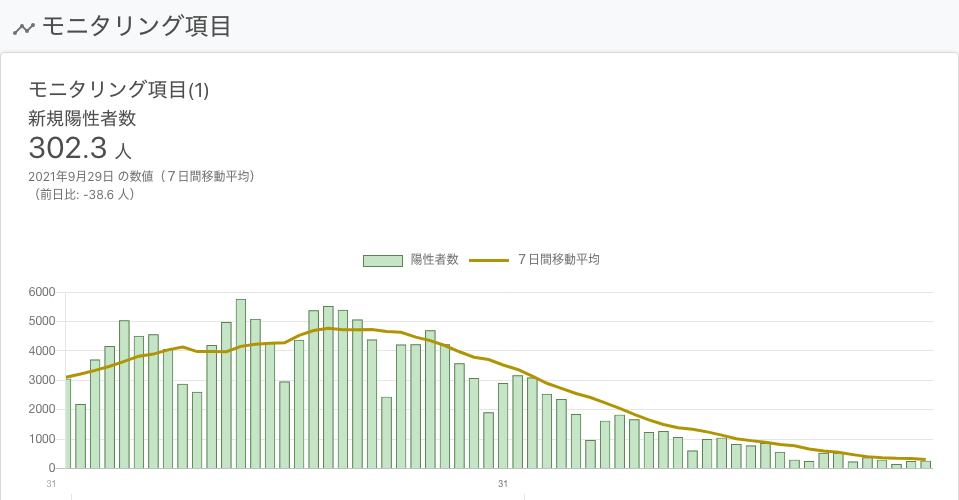 モニタリング項目
モニタリング項目(1)
新規陽性者数
302.3 人
2021年9月29日 の数値（７日間移動平均）
（前日比: -38.6 人）
陽性者数 ７日間移動平均
6000
5000
4000
3000
2000
1000
0
31 31